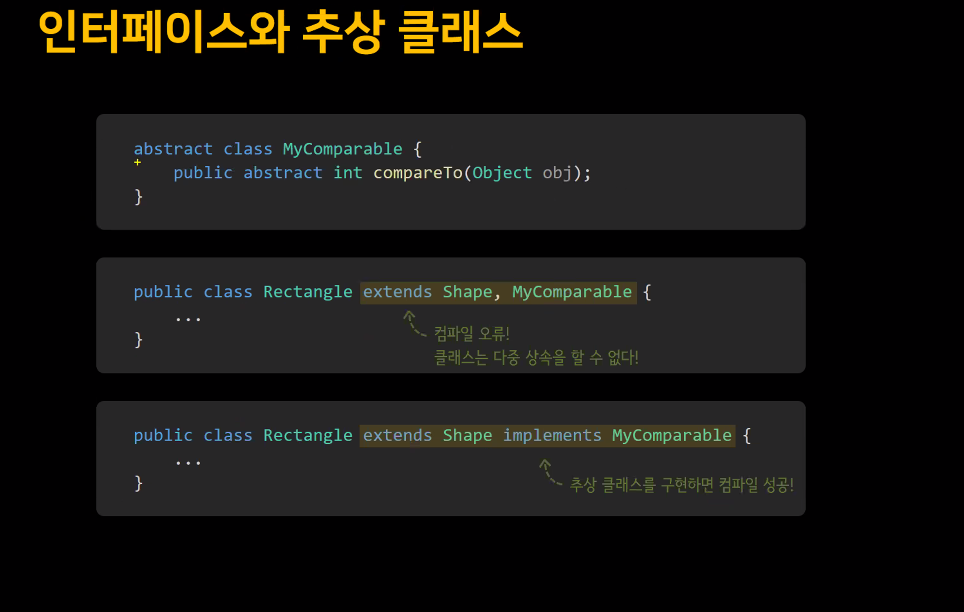 인터페이스와 추상 클래스
abstract class MyComparable {
public abstract int compareTo(Object obj);
}
public class Rectangle extends Shape, MyComparable {
...
}
컴파일 오류!
클래스는 다중 상속을 할 수 없다!
public class Rectangle extends Shape implements MyComparable {
...
}
추상 클래스를 구현하면 컴파일 성공!